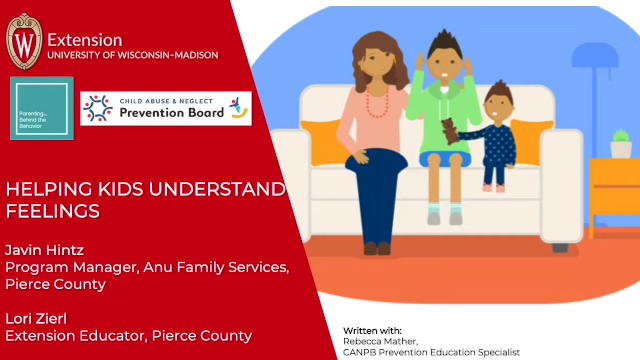 W
Extension
UNIVERSITY OF WISCONSIN–MADISON
Parenting...
Behind the
Behavior
CHILD ABUSE & NEGLECT
Prevention Board
HELPING KIDS UNDERSTAND
FEELINGS
Javin Hintz
Program Manager, Anu Family Services,
Pierce County
Lori Zierl
Extension Educator, Pierce County
Written with:
Rebecca Mather,
CANPB Prevention Education Specialist